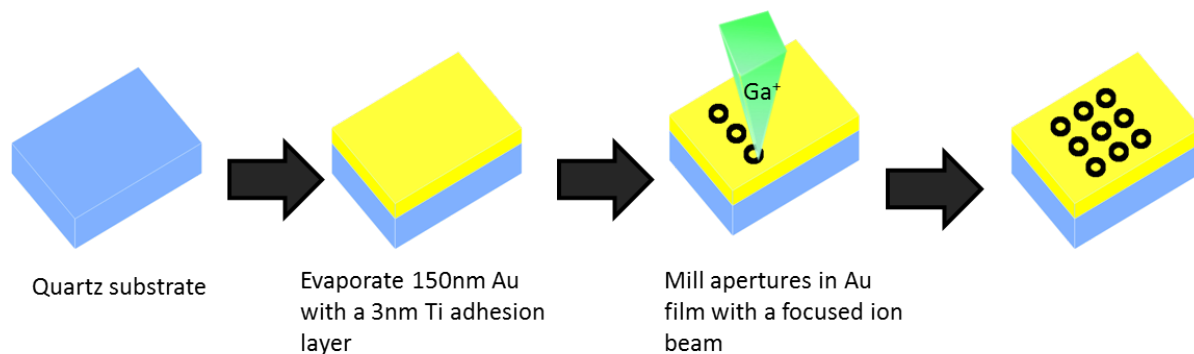 Ga⁺
Quartz substrate
Evaporate 150nm Au
with a 3nm Ti adhesion
layer
Mill apertures in Au
film with a focused ion
beam